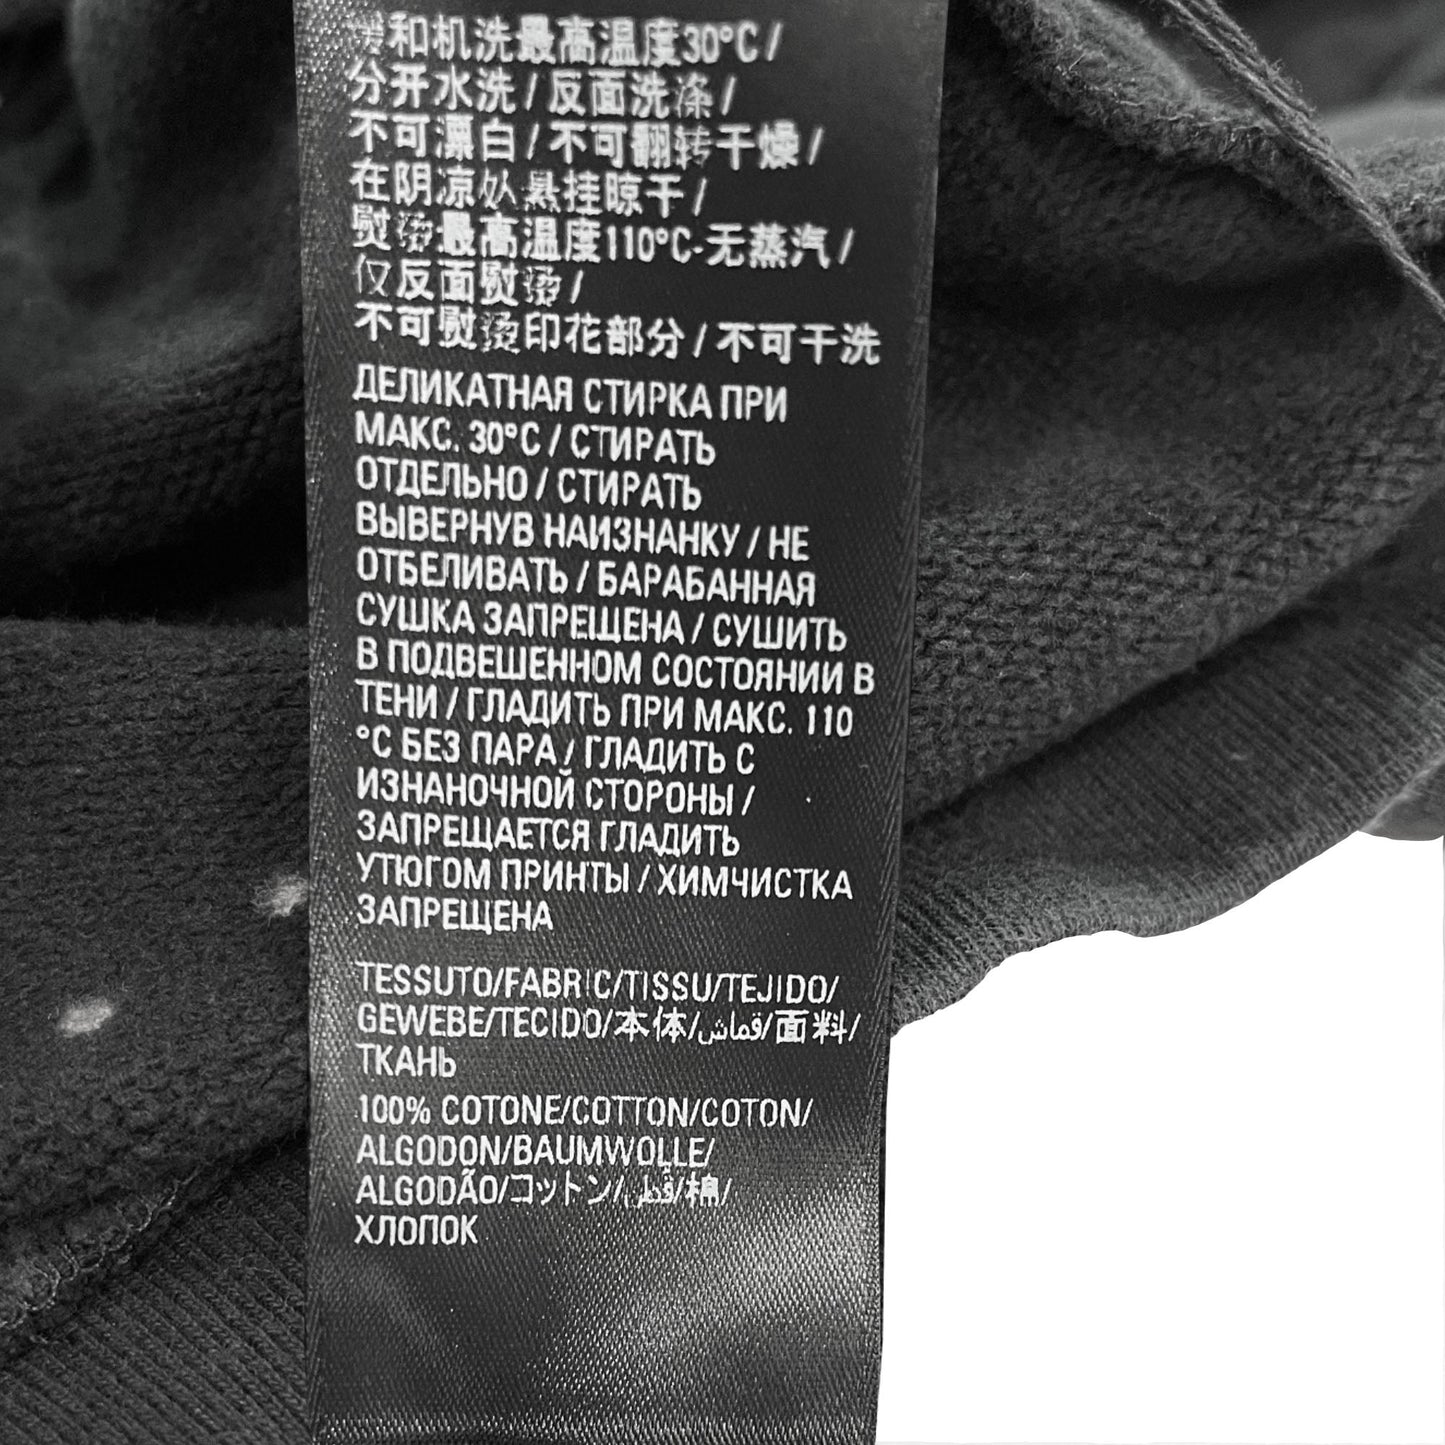 和机洗最高温度30°C /
分开水洗 / 反面洗涤 /
不可漂白 / 不可翻转干燥 /
在阴凉处悬挂晾干 /
熨烫最高温度110°C-无蒸汽 /
仅反面熨烫 /
不可熨烫印花部分 / 不可干洗
ДЕЛИКАТНАЯ СТИРКА ПРИ
МАКС. 30°C / СТИРАТЬ
ОТДЕЛЬНО / СТИРАТЬ
ВЫВЕРНУВ НАИЗНАНКУ / НЕ
ОТБЕЛИВАТЬ / БАРАБАННАЯ
СУШКА ЗАПРЕЩЕНА / СУШИТЬ
В ПОДВЕШЕННОМ СОСТОЯНИИ В
ТЕНИ / ГЛАДИТЬ ПРИ МАКС. 110
°C БЕЗ ПАРА / ГЛАДИТЬ С
ИЗНАНОЧНОЙ СТОРОНЫ /
ЗАПРЕЩАЕТСЯ ГЛАДИТЬ
УТЮГОМ ПРИНТЫ / ХИМЧИСТКА
ЗАПРЕЩЕНА
TESSUTO/FABRIC/TISSU/TEJIDO/
GEWEBE/TECIDO/本体/قماش/面料/
ТКАНЬ
100% COTONE/COTTON/COTON/
ALGODON/BAUMWOLLE/
ALGODÃO/コットン/قطن/棉/
ХЛОПОК